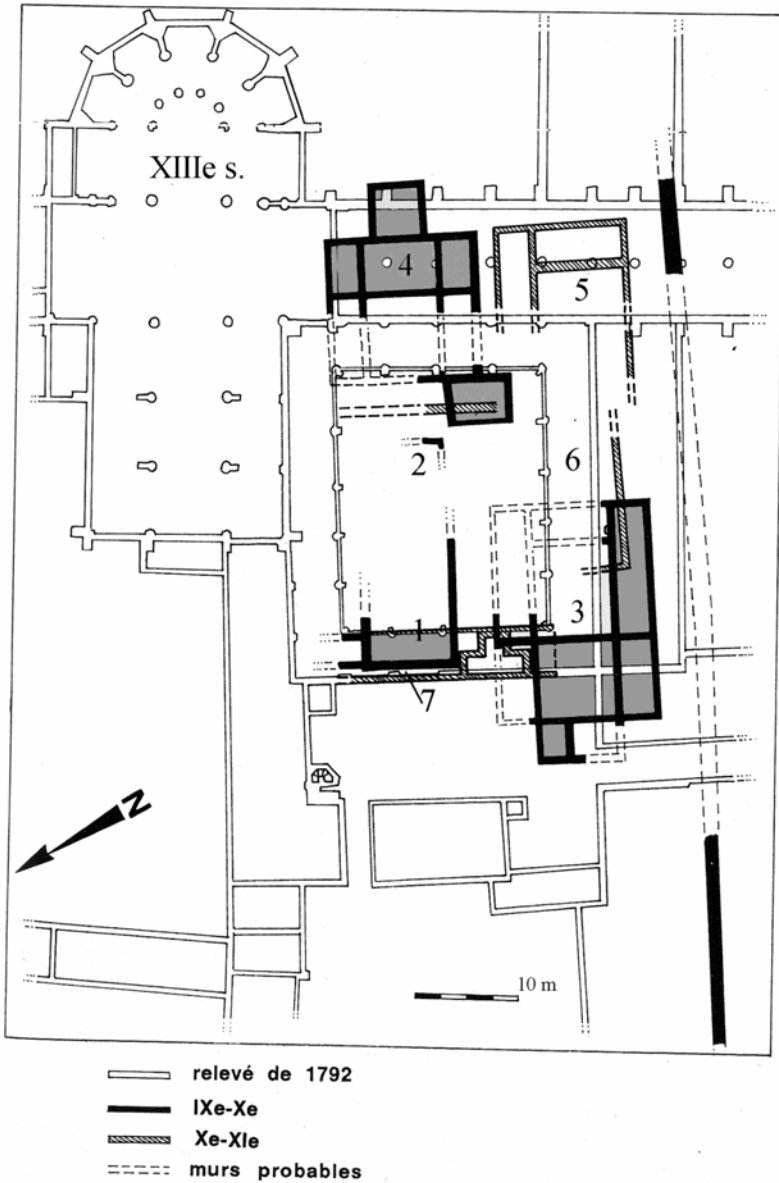 XIIIe s.
4
5
2
6
1
3
7
N
10 m
relevé de 1792
IXe-Xe
Xe-XIe
murs probables